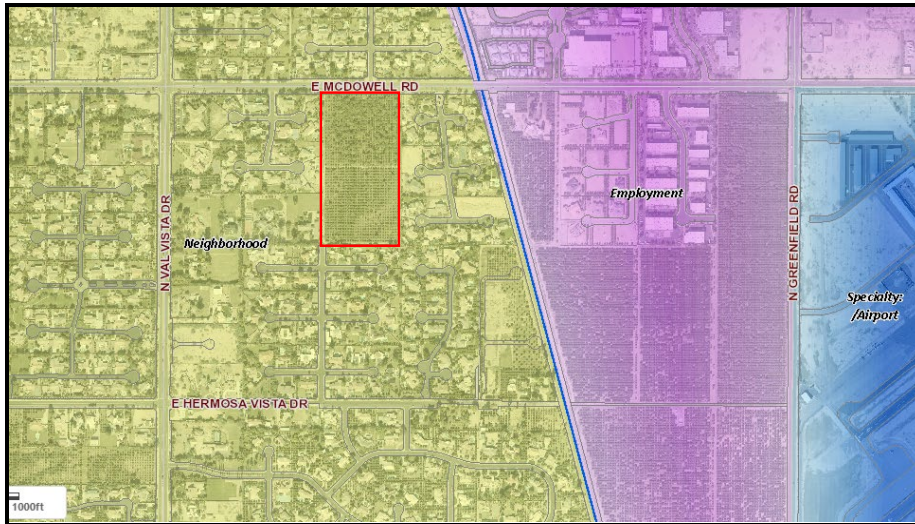 E MCDOWELL RD
Employment
N VAL VISTA DR
Neighborhood
N GREENFIELD RD
Specialty:
/Airport
E HERMOSA VISTA DR
1000ft